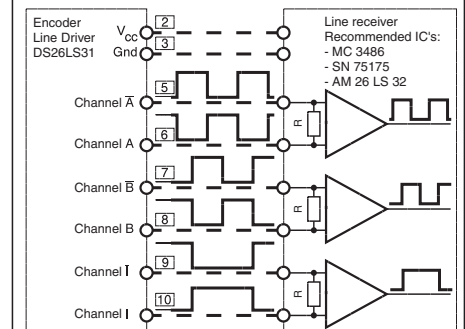 Encoder
Line Driver
DS26LS31
Vcc
Gnd
2
3
Line receiver
Recommended IC's:
- MC 3486
- SN 75175
- AM 26 LS 32
5
Channel A̅
6
Channel A
R
7
Channel B̅
8
Channel B
R
9
Channel I̅
10
Channel I
R